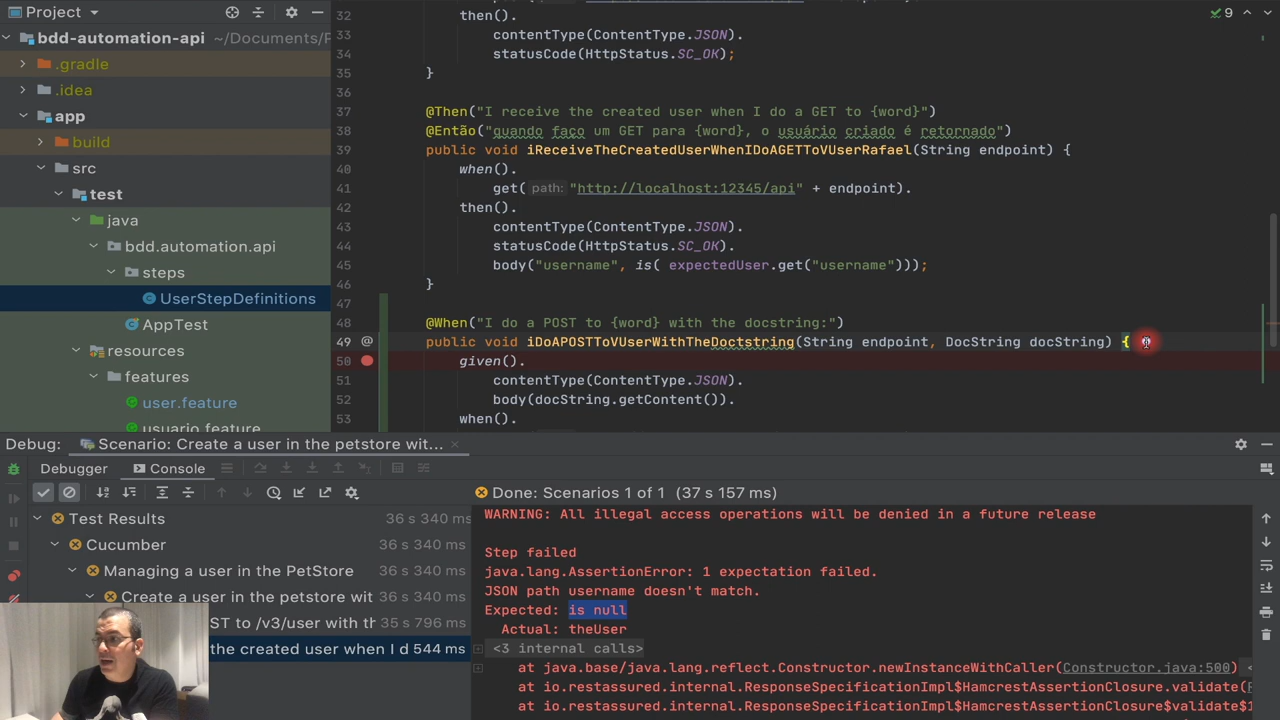 Project
bdd-automation-api ~/Documents/P
.gradle
.idea
app
build
src
test
java
bdd.automation.api
steps
UserStepDefinitions
AppTest
resources
features
user.feature
usuario.feature
9
32 then().
33 contentType(ContentType.JSON).
34 statusCode(HttpStatus.SC_OK);
35 }
36
37 @Then("I receive the created user when I do a GET to {word}")
38 @Então("quando faço um GET para {word}, o usuário criado é retornado")
39 public void iReceiveTheCreatedUserWhenIDoAGETToVUserRafael(String endpoint) {
40 when().
41 get( path: "http://localhost:12345/api" + endpoint).
42 then().
43 contentType(ContentType.JSON).
44 statusCode(HttpStatus.SC_OK).
45 body("username", is( expectedUser.get("username")));
46 }
47
48 @When("I do a POST to {word} with the docstring:")
49 @ public void iDoAPOSTToVUserWithTheDoctstring(String endpoint, DocString docString) {
50 given().
51 contentType(ContentType.JSON).
52 body(docString.getContent()).
53 when().
Debug: Scenario: Create a user in the petstore wit...
Debugger Console
Done: Scenarios 1 of 1 (37 s 157 ms)
Test Results 36 s 340 ms
Cucumber 36 s 340 ms
Managing a user in the PetStore 36 s 340 ms
Create a user in the petstore wit 36 s 340 ms
ST to /v3/user with th 35 s 796 ms
the created user when I d 544 ms
WARNING: All illegal access operations will be denied in a future release
Step failed
java.lang.AssertionError: 1 expectation failed.
JSON path username doesn't match.
Expected: is null
Actual: theUser
<3 internal calls>
at java.base/java.lang.reflect.Constructor.newInstanceWithCaller(Constructor.java:500) <
at io.restassured.internal.ResponseSpecificationImpl$HamcrestAssertionClosure.validate(
at io.restassured.internal.ResponseSpecificationImpl$HamcrestAssertionClosure$validate$1